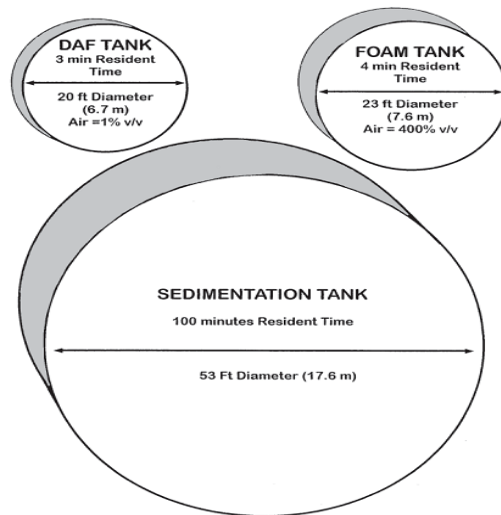 DAF TANK
3 min Resident
Time
20 ft Diameter
(6.7 m)
Air =1% v/v
FOAM TANK
4 min Resident
Time
23 ft Diameter
(7.6 m)
Air = 400% v/v
SEDIMENTATION TANK
100 minutes Resident Time
53 Ft Diameter (17.6 m)